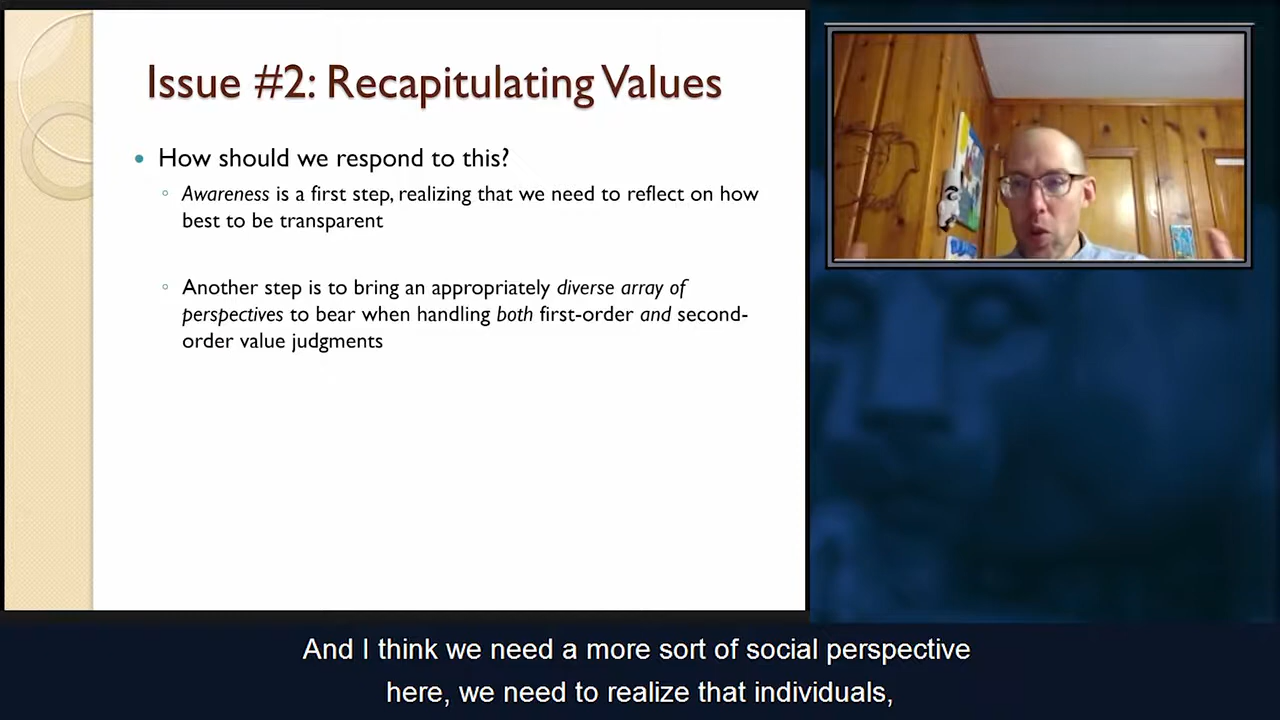 Issue #2: Recapitulating Values
• How should we respond to this?
◦ Awareness is a first step, realizing that we need to reflect on how
best to be transparent
◦ Another step is to bring an appropriately diverse array of
perspectives to bear when handling both first-order and second-
order value judgments
And I think we need a more sort of social perspective
here, we need to realize that individuals,